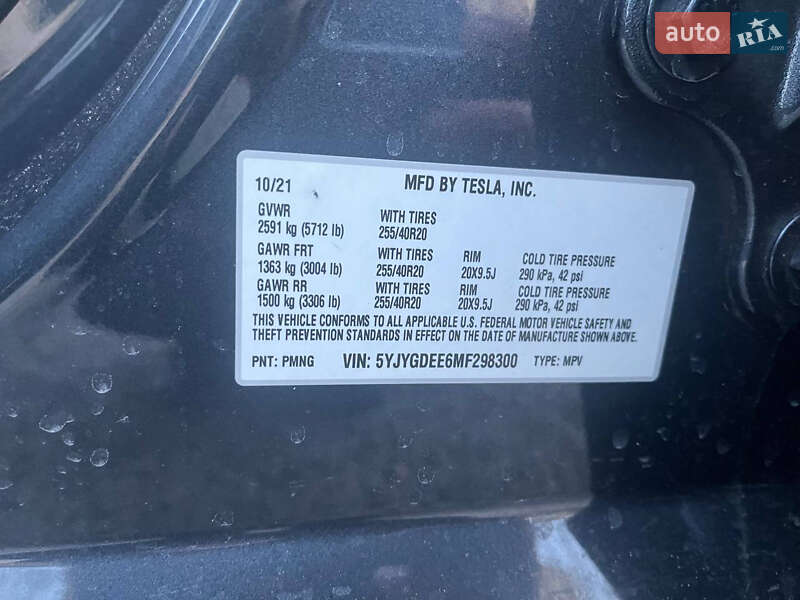 auto RIA.com
10/21 MFD BY TESLA, INC.
GVWR WITH TIRES
2591 kg (5712 lb) 255/40R20
GAWR FRT WITH TIRES RIM COLD TIRE PRESSURE
1363 kg (3004 lb) 255/40R20 20X9.5J 290 kPa, 42 psi
GAWR RR WITH TIRES RIM COLD TIRE PRESSURE
1500 kg (3306 lb) 255/40R20 20X9.5J 290 kPa, 42 psi
THIS VEHICLE CONFORMS TO ALL APPLICABLE U.S. FEDERAL MOTOR VEHICLE SAFETY AND
THEFT PREVENTION STANDARDS IN EFFECT ON THE DATE OF MANUFACTURE SHOWN ABOVE.
PNT: PMNG VIN: 5YJYGDEE6MF298300 TYPE: MPV